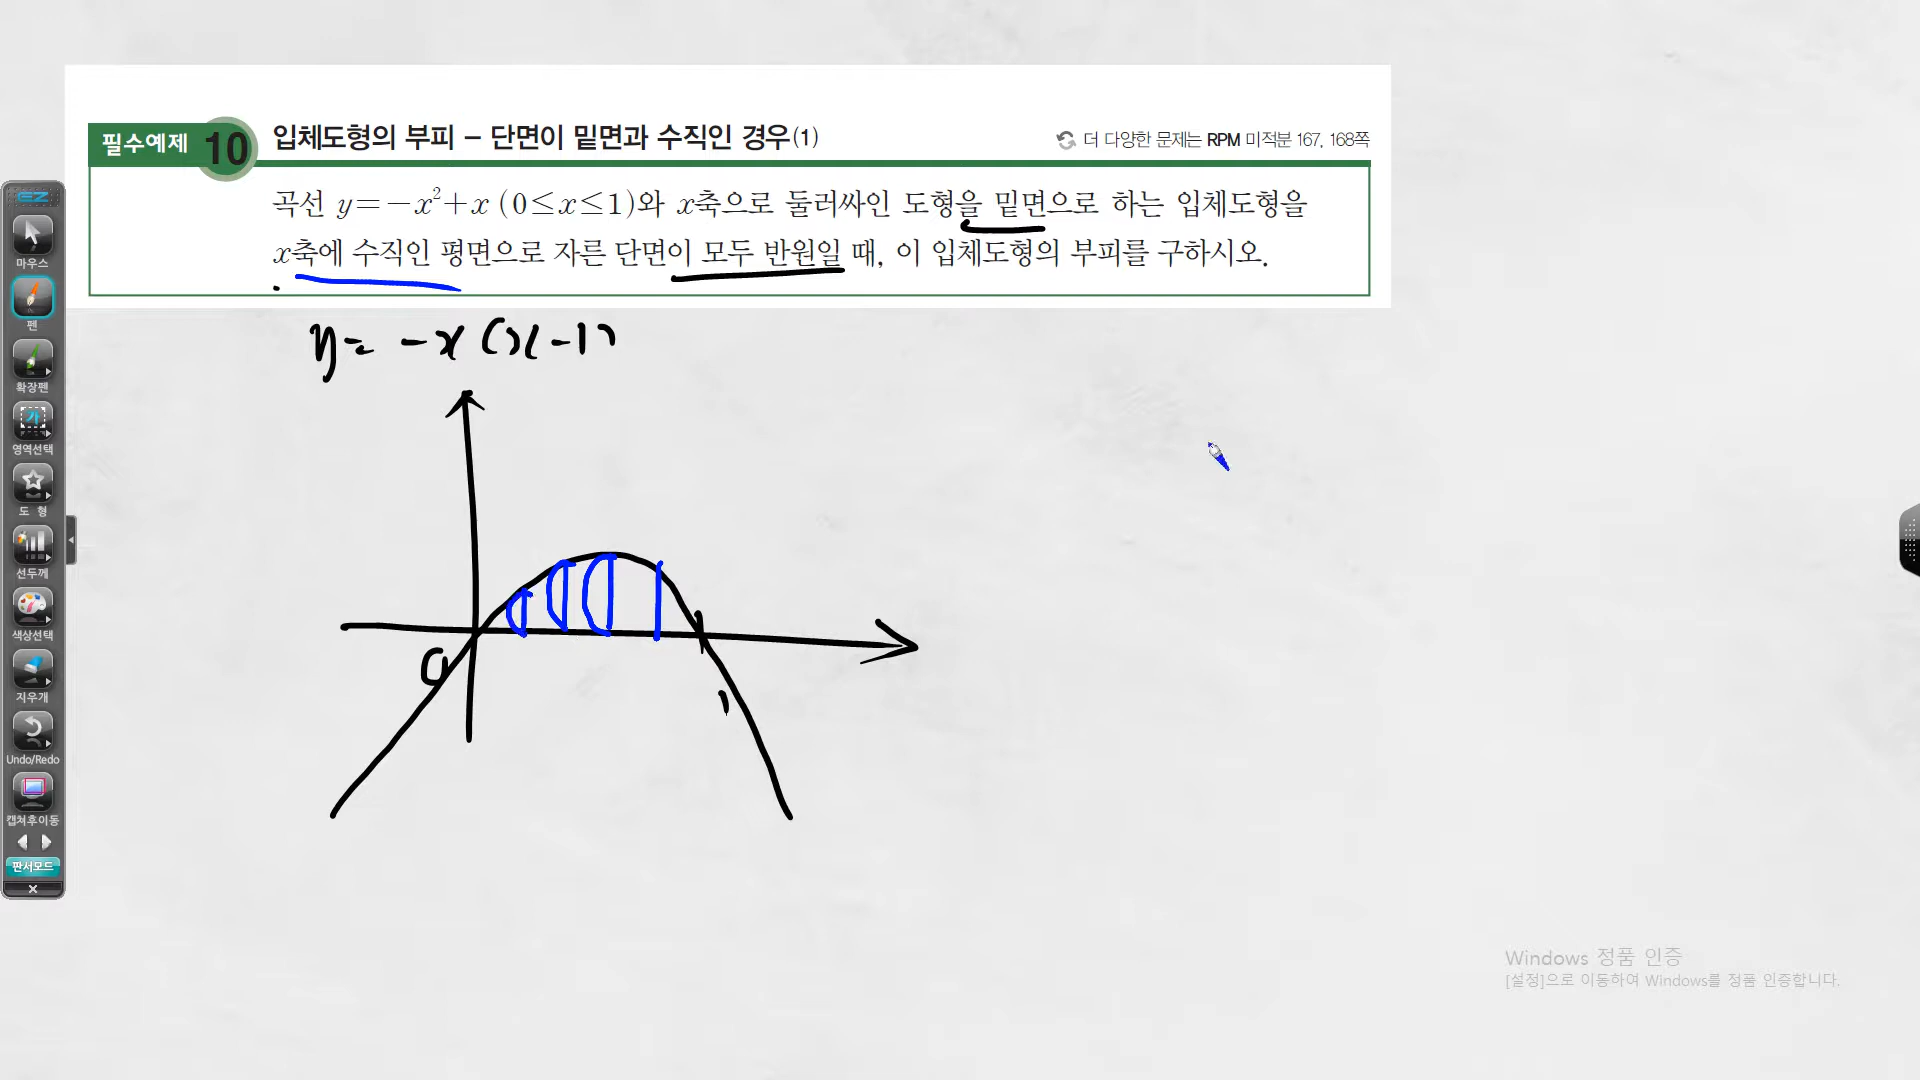 필수예제 10 입체도형의 부피 – 단면이 밑면과 수직인 경우(1) 더 다양한 문제는 RPM 미적분 167, 168쪽
곡선 y=-x²+x (0≤x≤1)와 x축으로 둘러싸인 도형을 밑면으로 하는 입체도형을
x축에 수직인 평면으로 자른 단면이 모두 반원일 때, 이 입체도형의 부피를 구하시오.
y= -x (x-1)
0
1
EZ
마우스
펜
확장펜
가
영역선택
도 형
선두께
색상선택
지우개
Undo/Redo
캡쳐후이동
판서모드
x
Windows 정품 인증
[설정]으로 이동하여 Windows를 정품 인증합니다.